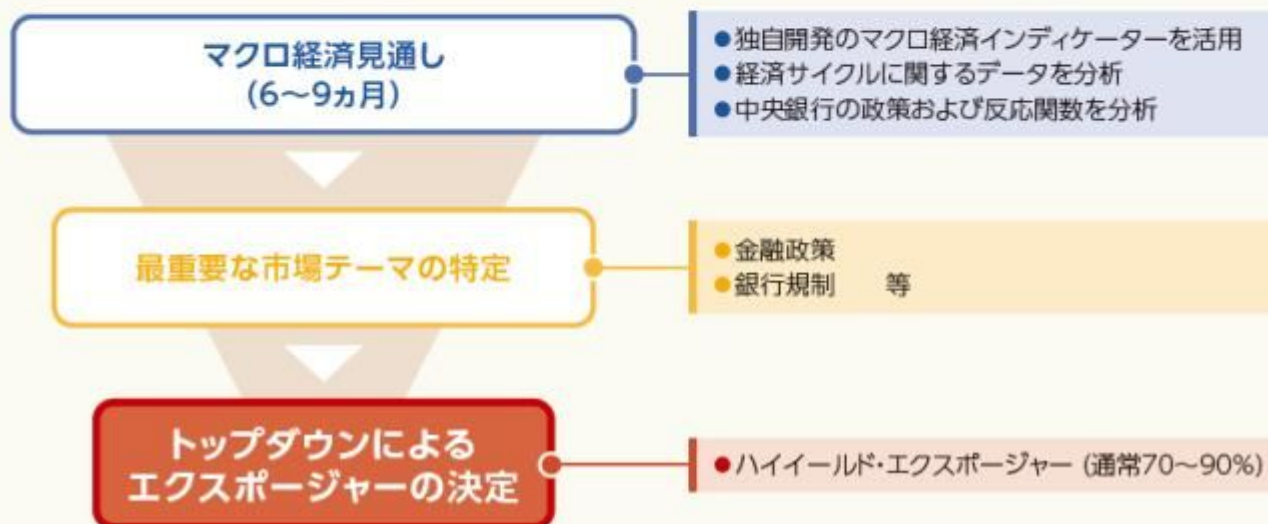 マクロ経済見通し
(6〜9ヵ月)
●独自開発のマクロ経済インディケーターを活用
●経済サイクルに関するデータを分析
●中央銀行の政策および反応関数を分析
最重要な市場テーマの特定
●金融政策
●銀行規制　　等
トップダウンによる
エクスポージャーの決定
●ハイイールド・エクスポージャー (通常70〜90%)